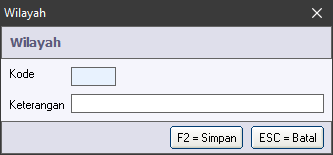 Wilayah
Wilayah
Kode
Keterangan
F2 = Simpan ESC = Batal